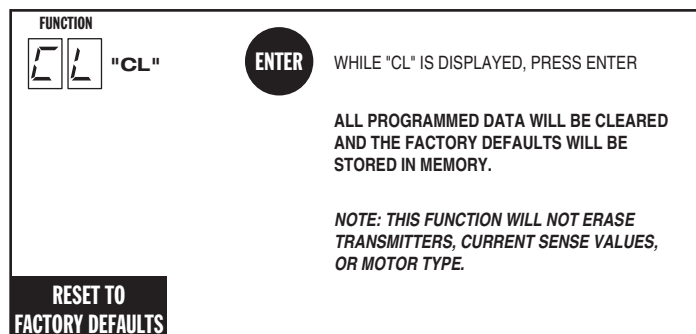 FUNCTION
CL "CL"
ENTER
WHILE "CL" IS DISPLAYED, PRESS ENTER
ALL PROGRAMMED DATA WILL BE CLEARED
AND THE FACTORY DEFAULTS WILL BE
STORED IN MEMORY.
NOTE: THIS FUNCTION WILL NOT ERASE
TRANSMITTERS, CURRENT SENSE VALUES,
OR MOTOR TYPE.
RESET TO
FACTORY DEFAULTS